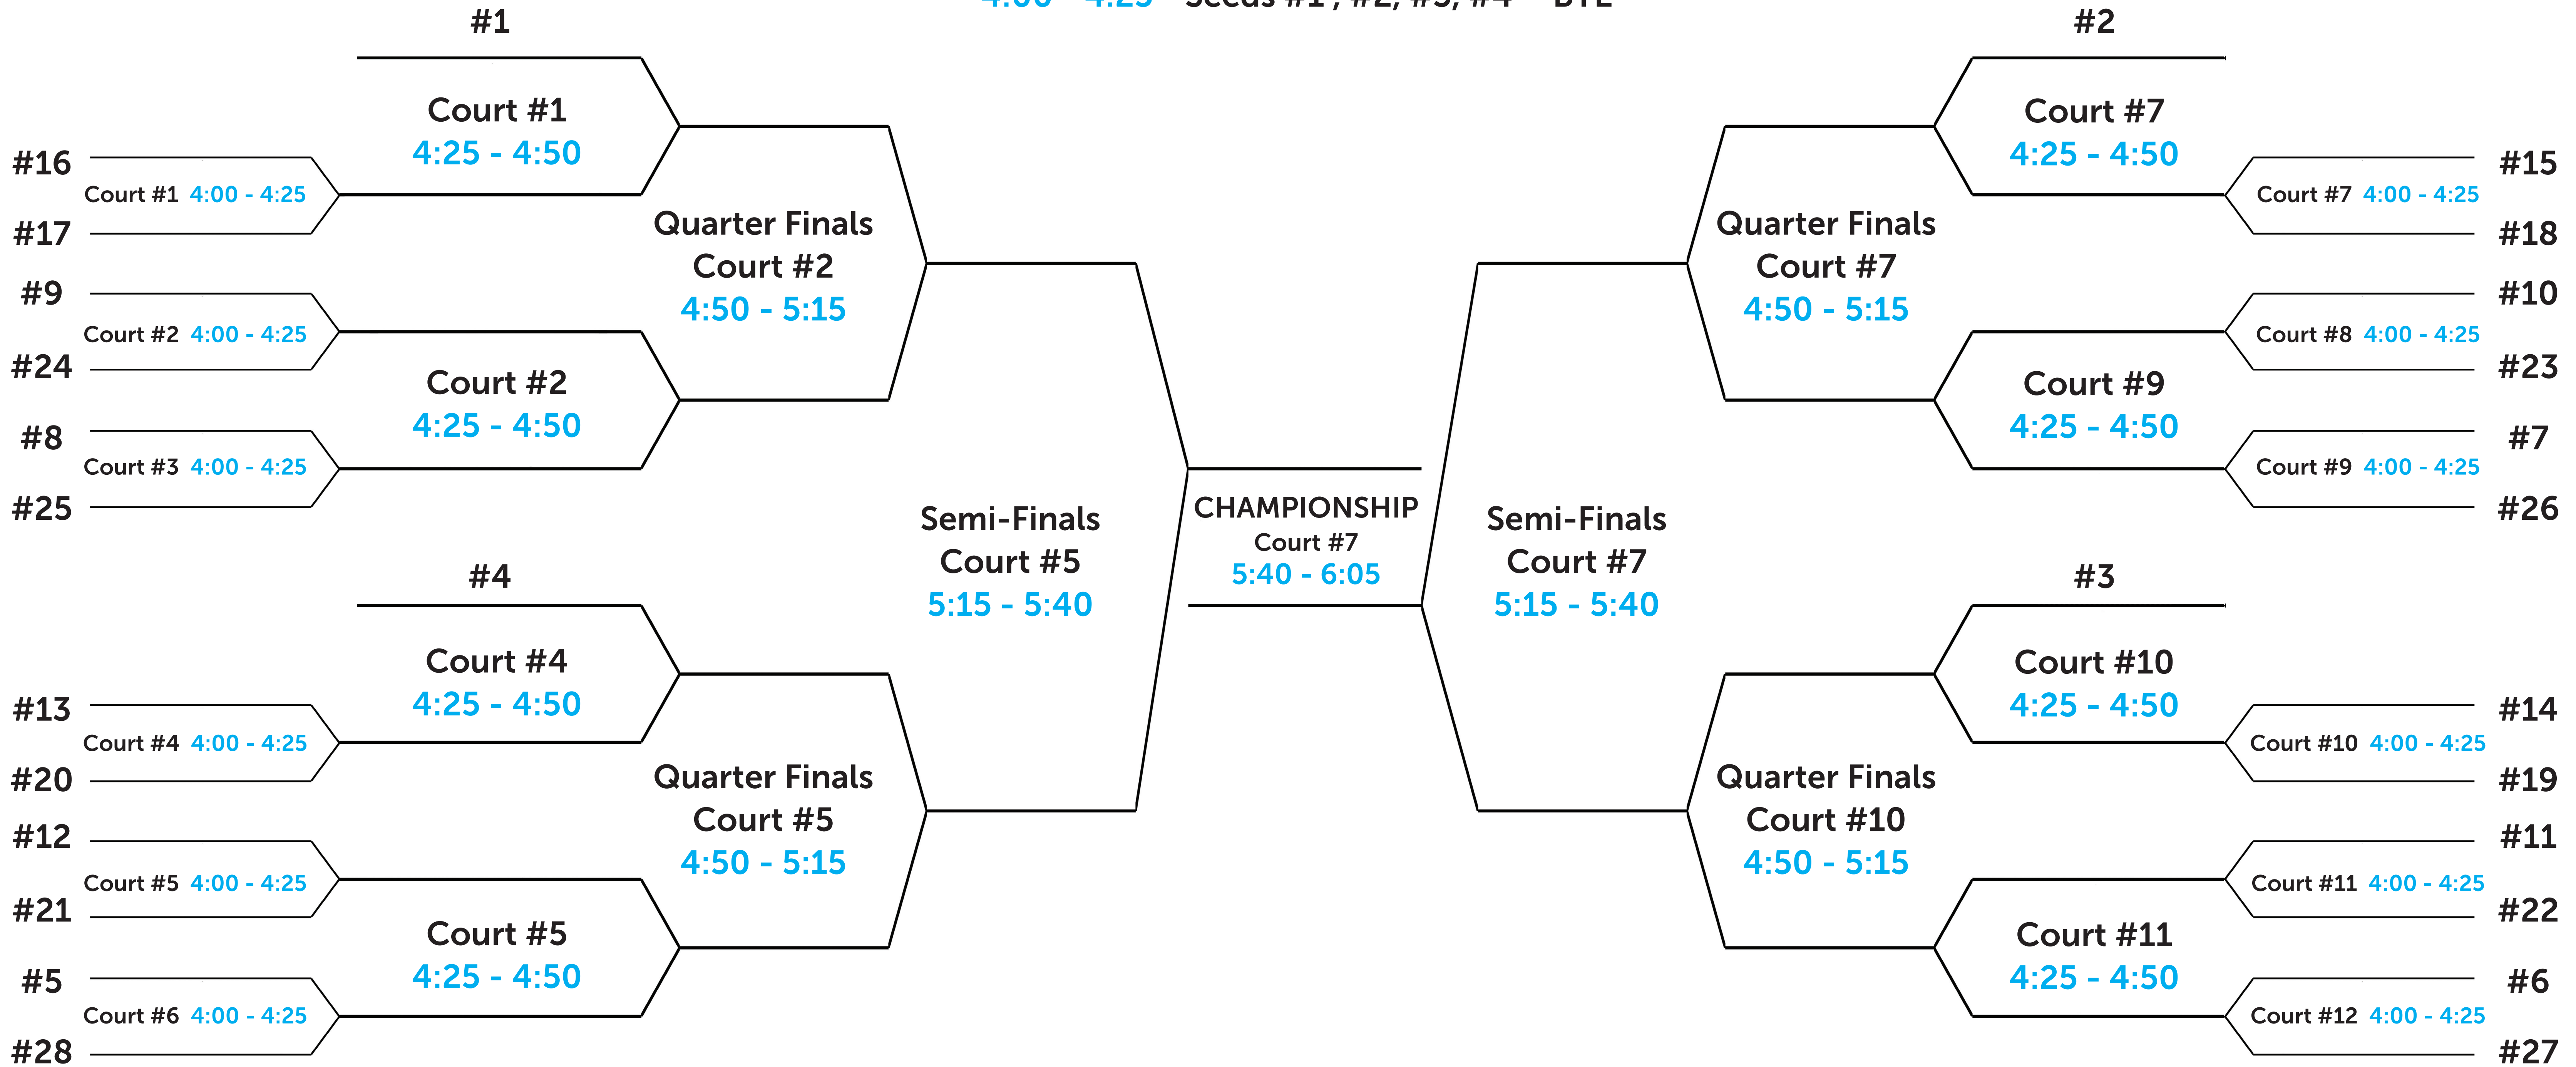 4:00 - 4:25 Seeds #1, #2, #3, #4 - BYE
#1
Court #1
4:25 - 4:50
#16
Court #1 4:00 - 4:25
#17
#9
Court #2 4:00 - 4:25
#24
Court #2
4:25 - 4:50
#8
Court #3 4:00 - 4:25
#25
Quarter Finals
Court #2
4:50 - 5:15
#4
Court #4
4:25 - 4:50
#13
Court #4 4:00 - 4:25
#20
#12
Court #5 4:00 - 4:25
#21
Court #5
4:25 - 4:50
#5
Court #6 4:00 - 4:25
#28
Quarter Finals
Court #5
4:50 - 5:15
Semi-Finals
Court #5
5:15 - 5:40
CHAMPIONSHIP
Court #7
5:40 - 6:05
Semi-Finals
Court #7
5:15 - 5:40
Quarter Finals
Court #7
4:50 - 5:15
#2
Court #7
4:25 - 4:50
#15
Court #7 4:00 - 4:25
#18
#10
Court #8 4:00 - 4:25
#23
Court #9
4:25 - 4:50
#7
Court #9 4:00 - 4:25
#26
Quarter Finals
Court #10
4:50 - 5:15
#3
Court #10
4:25 - 4:50
#14
Court #10 4:00 - 4:25
#19
#11
Court #11 4:00 - 4:25
#22
Court #11
4:25 - 4:50
#6
Court #12 4:00 - 4:25
#27